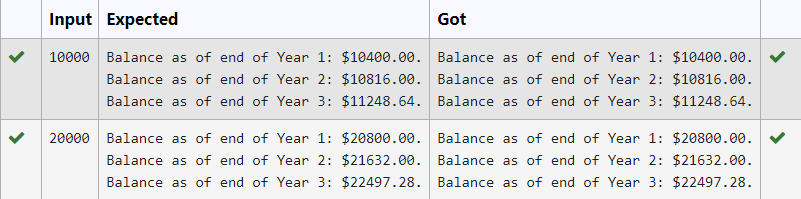 Input Expected Got
10000 Balance as of end of Year 1: $10400.00. Balance as of end of Year 1: $10400.00.
Balance as of end of Year 2: $10816.00. Balance as of end of Year 2: $10816.00.
Balance as of end of Year 3: $11248.64. Balance as of end of Year 3: $11248.64.
20000 Balance as of end of Year 1: $20800.00. Balance as of end of Year 1: $20800.00.
Balance as of end of Year 2: $21632.00. Balance as of end of Year 2: $21632.00.
Balance as of end of Year 3: $22497.28. Balance as of end of Year 3: $22497.28.